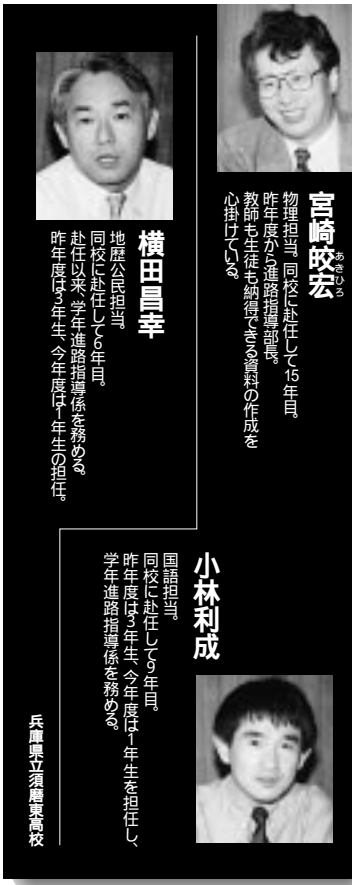 宮崎晈宏
あきひろ
物理担当。同校に赴任して15年目。
昨年度から進路指導部長。
教師も生徒も納得できる資料の作成を
心掛けている。
横田昌幸
地歴公民担当。
同校に赴任して6年目。
赴任以来、学年進路指導係を務める。
昨年度は3年生、今年度は1年生の担任。
小林利成
国語担当。
同校に赴任して9年目。
昨年度は3年生、今年度は1年生を担任し、
学年進路指導係を務める。
兵庫県立須磨東高校